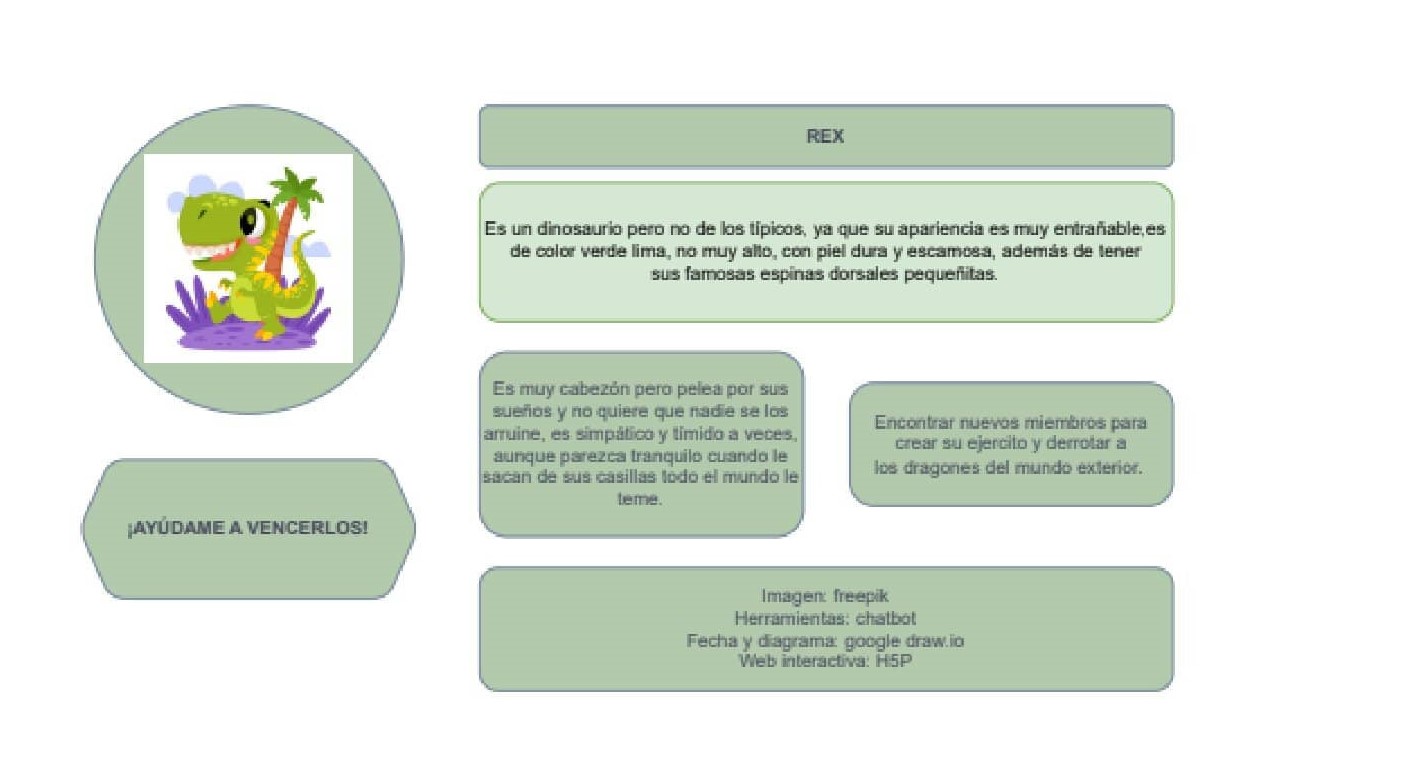 REX
Es un dinosaurio pero no de los típicos, ya que su apariencia es muy entrañable,es
de color verde lima, no muy alto, con piel dura y escamosa, además de tener
sus famosas espinas dorsales pequeñitas.
Es muy cabezón pero pelea por sus
sueños y no quiere que nadie se los
arruine, es simpático y tímido a veces,
aunque parezca tranquilo cuando le
sacan de sus casillas todo el mundo le
teme.
Encontrar nuevos miembros para
crear su ejercito y derrotar a
los dragones del mundo exterior.
¡AYÚDAME A VENCERLOS!
Imagen: freepik
Herramientas: chatbot
Fecha y diagrama: google draw.io
Web interactiva: H5P